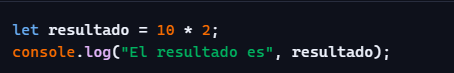 let resultado = 10 * 2;
console.log("El resultado es", resultado);